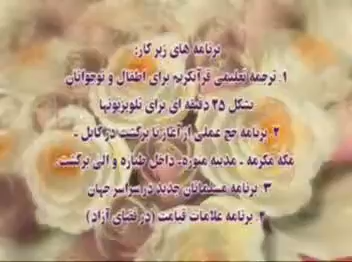 برنامه های زیر کار:
۱. ترجمه تعلیمی قرآنکریم برای اطفال و نوجوانان
بشکل ۲۵ دقیقه ای برای تلویزیونها
۲. برنامه حج عملی از آغاز تا برگشت در کابل -
مکه مکرمه - مدینه منوره، داخل طیاره و الی برگشت.
۳. برنامه مسلمانان جدید در سراسر جهان
۴. برنامه علامات قیامت (در فضای آزاد)